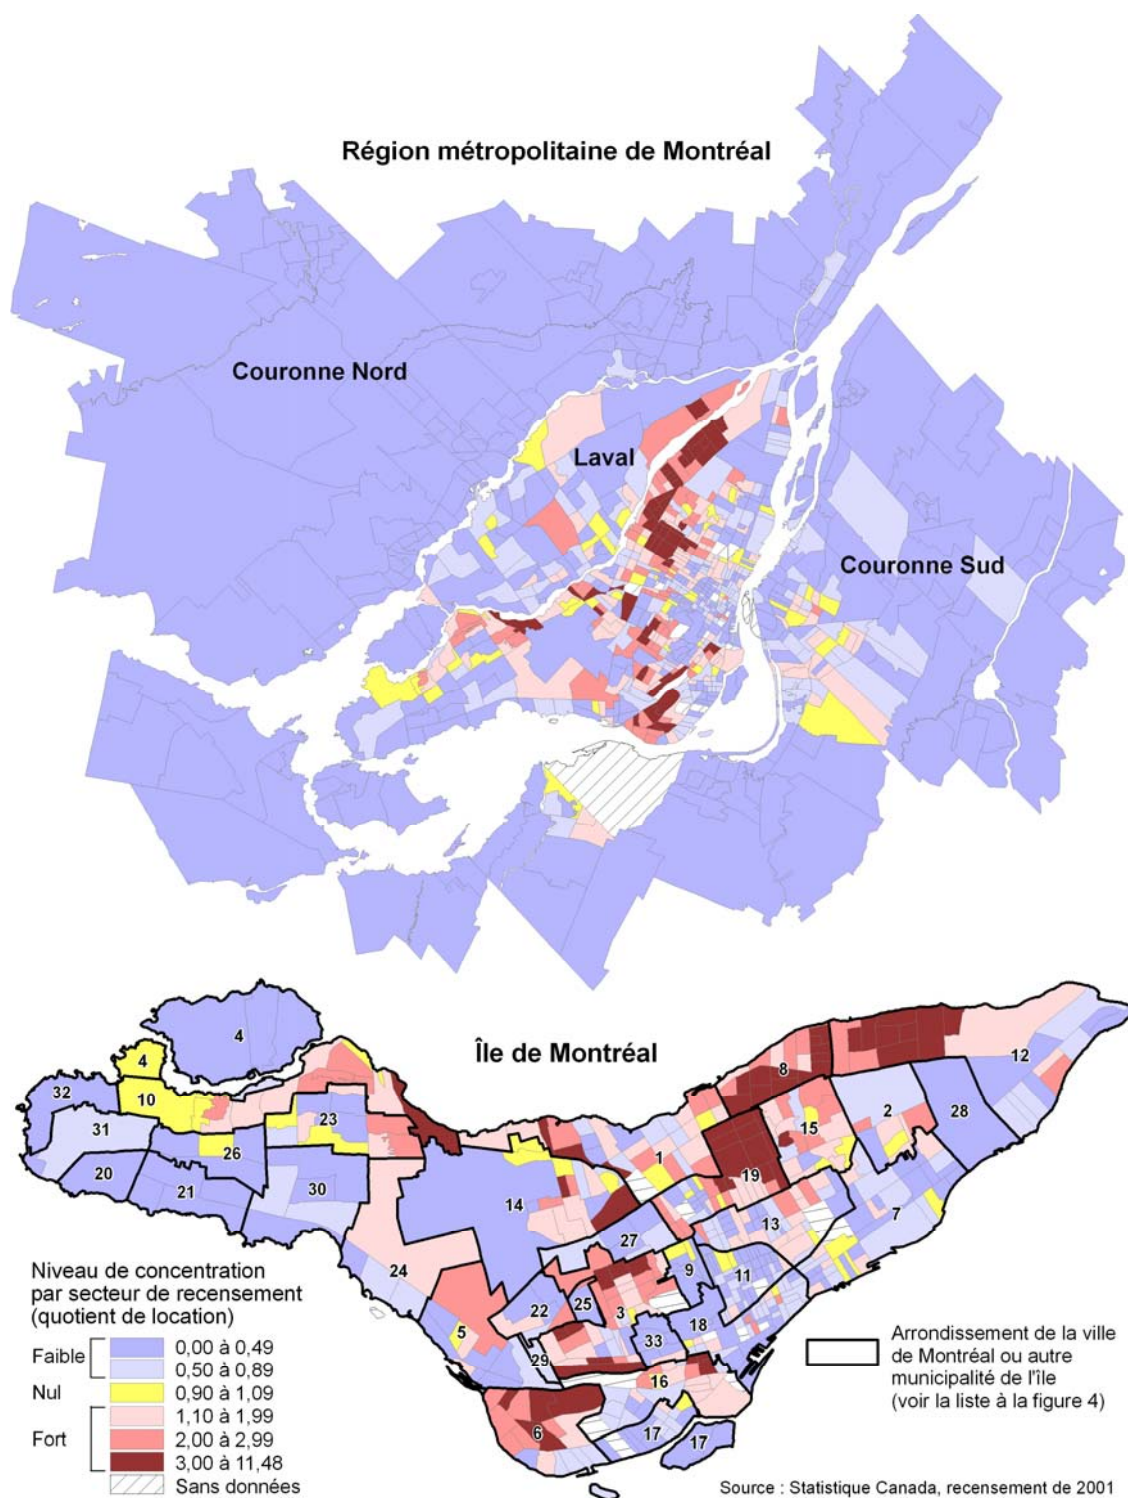 Région métropolitaine de Montréal
Couronne Nord
Laval
Couronne Sud
Île de Montréal
4
4
32
10
31
23
26
20
21
30
24
14
5
22
25
29
27
3
33
9
18
11
16
6
17
17
1
8
19
15
13
2
28
12
7
Niveau de concentration
par secteur de recensement
(quotient de location)
Faible
0,00 à 0,49
0,50 à 0,89
Nul
0,90 à 1,09
Fort
1,10 à 1,99
2,00 à 2,99
3,00 à 11,48
Sans données
Arrondissement de la ville
de Montréal ou autre
municipalité de l'île
(voir la liste à la figure 4)
Source : Statistique Canada, recensement de 2001